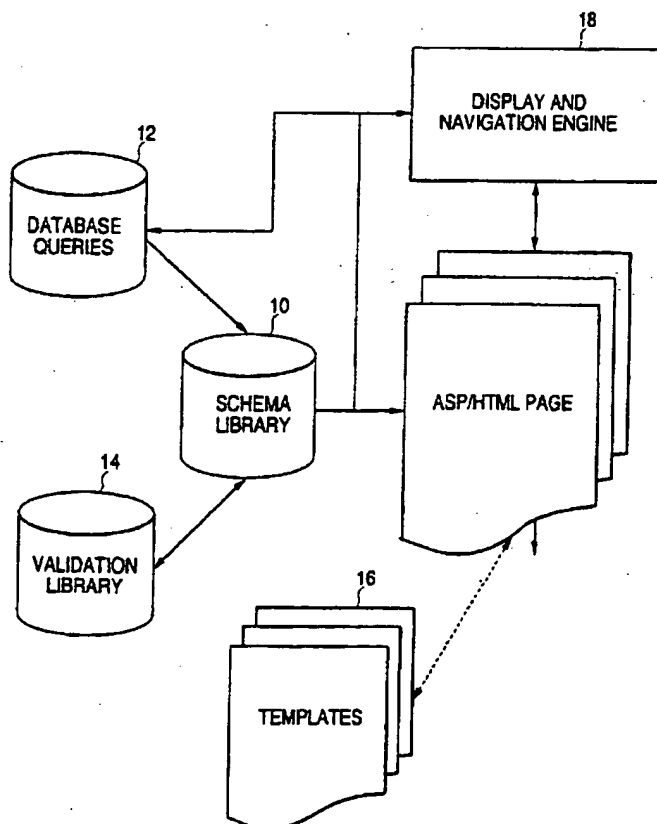 18
DISPLAY AND
NAVIGATION ENGINE
12
DATABASE
QUERIES
10
SCHEMA
LIBRARY
ASP/HTML PAGE
14
VALIDATION
LIBRARY
16
TEMPLATES